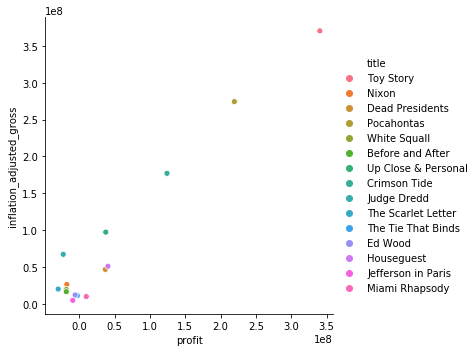 1e8
3.5
3.0
2.5
2.0
1.5
1.0
0.5
0.0
inflation_adjusted_gross
0.0 0.5 1.0 1.5 2.0 2.5 3.0 3.5
1e8
profit
title
Toy Story
Nixon
Dead Presidents
Pocahontas
White Squall
Before and After
Up Close & Personal
Crimson Tide
Judge Dredd
The Scarlet Letter
The Tie That Binds
Ed Wood
Houseguest
Jefferson in Paris
Miami Rhapsody